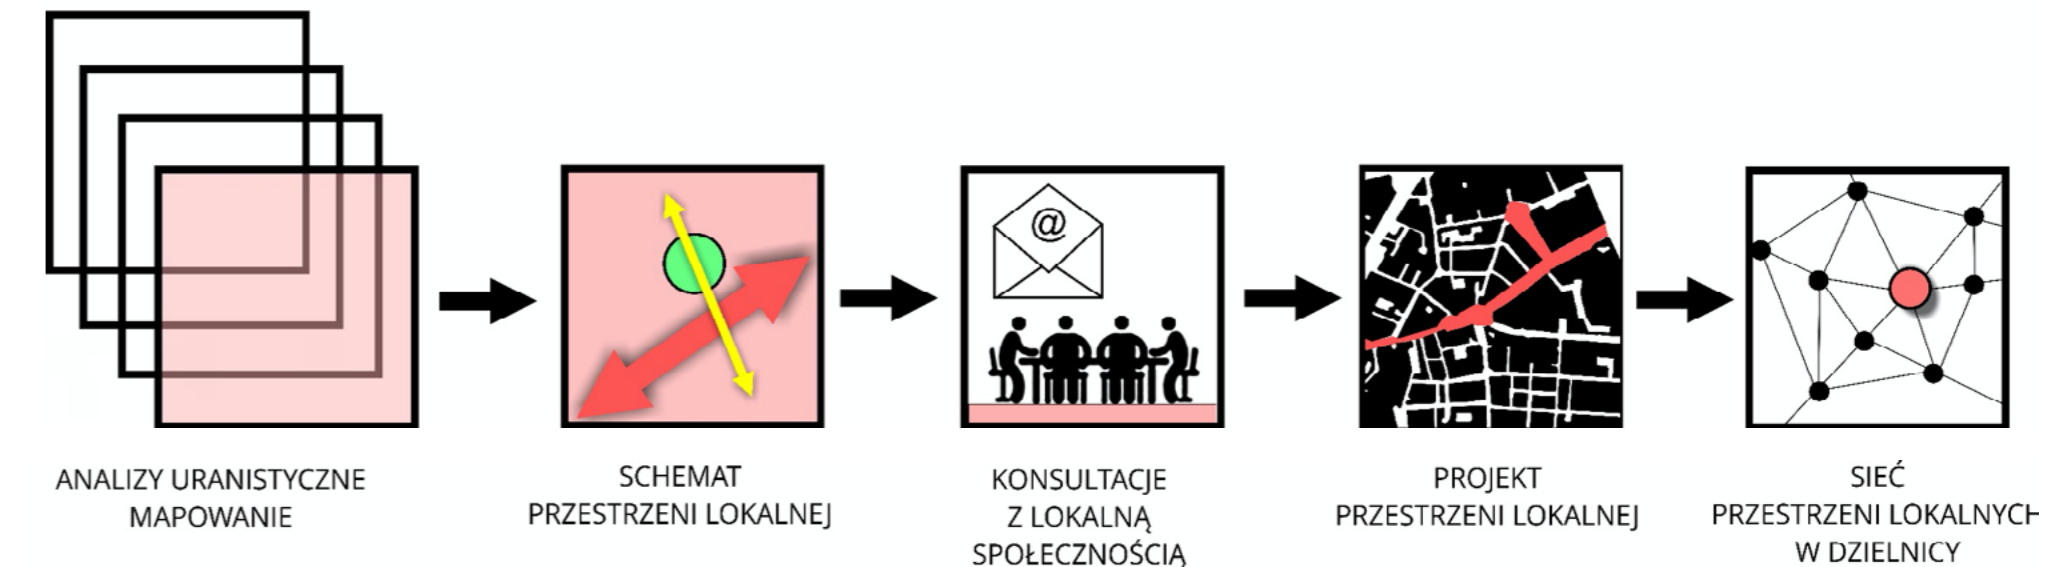 @
ANALIZY URANISTYCZNE
MAPOWANIE
SCHEMAT
PRZESTRZENI LOKALNEJ
KONSULTACJE
Z LOKALNĄ
SPOŁECZNOŚCIĄ
PROJEKT
PRZESTRZENI LOKALNEJ
SIEĆ
PRZESTRZENI LOKALNYCH
W DZIELNICY